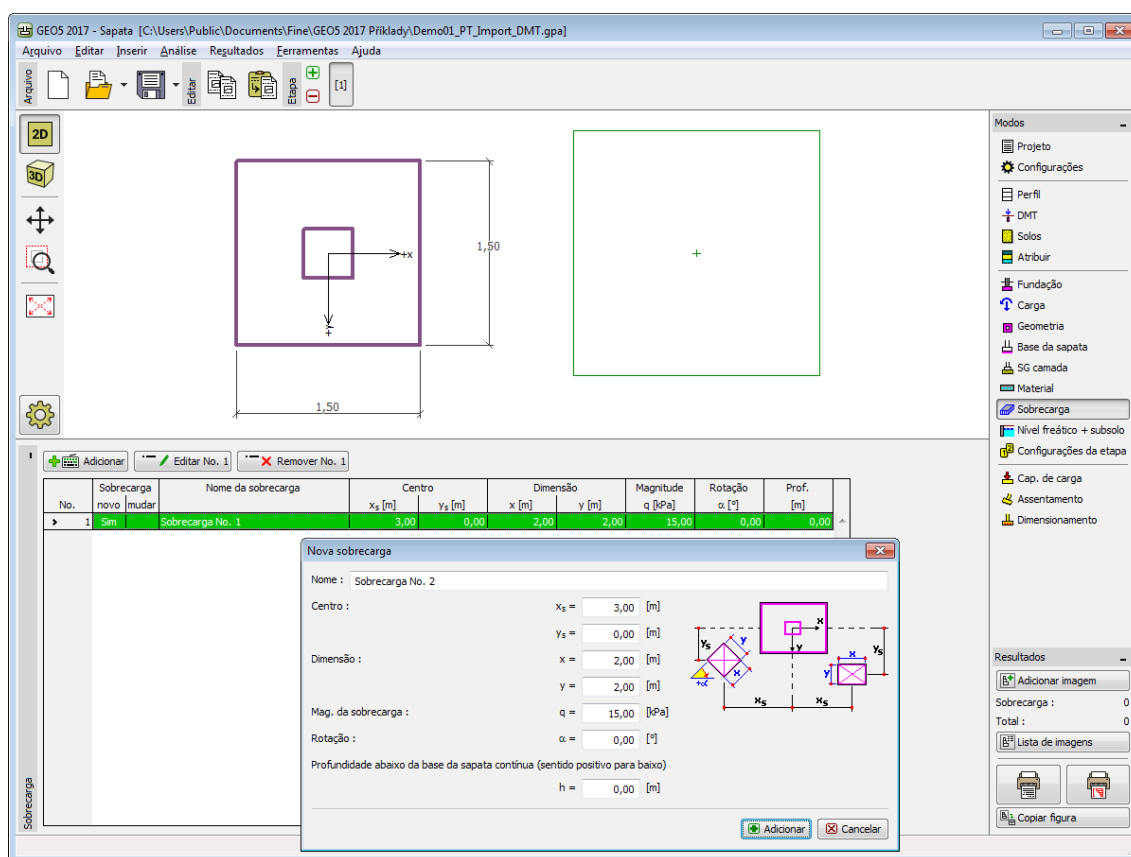 GEO5 2017 - Sapata [C:\Users\Public\Documents\Fine\GEO5 2017 Příklady\Demo01_PT_Import_DMT.gpa]
Arquivo Editar Inserir Análise Resultados Ferramentas Ajuda
Arquivo
Editar
Etapa
[1]
2D
3D
1,50
+x
+y
1,50
Modos
Projeto
Configurações
Perfil
DMT
Solos
Atribuir
Fundação
Carga
Geometria
Base da sapata
SG camada
Material
Sobrecarga
Nível freático + subsolo
Configurações da etapa
Cap. de carga
Assentamento
Dimensionamento
Adicionar Editar No. 1 Remover No. 1
Sobrecarga Nome da sobrecarga Centro Dimensão Magnitude Rotação Prof.
No. novo mudar xs [m] ys [m] x [m] y [m] q [kPa] α [°] [m]
1 Sim Sobrecarga No. 1 3,00 0,00 2,00 2,00 15,00 0,00 0,00
Nova sobrecarga
Nome : Sobrecarga No. 2
Centro : xs = 3,00 [m]
ys = 0,00 [m]
Dimensão : x = 2,00 [m]
y = 2,00 [m]
Mag. da sobrecarga : q = 15,00 [kPa]
Rotação : α = 0,00 [°]
Profundidade abaixo da base da sapata contínua (sentido positivo para baixo)
h = 0,00 [m]
x
y
ys y x ys
x y
+α
xs xs
Adicionar Cancelar
Resultados
Adicionar imagem
Sobrecarga : 0
Total : 0
Lista de imagens
Copiar figura
Sobrecarga